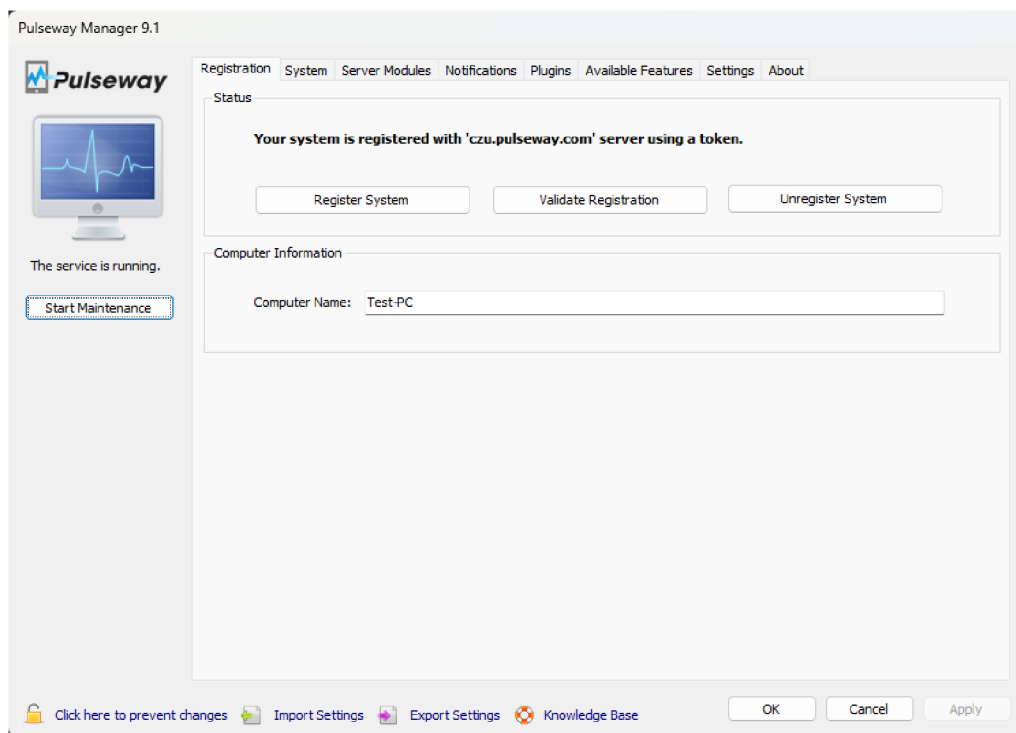 Pulseway Manager 9.1
Pulseway
The service is running.
Start Maintenance
Registration System Server Modules Notifications Plugins Available Features Settings About
Status
Your system is registered with 'czu.pulseway.com' server using a token.
Register System Validate Registration Unregister System
Computer Information
Computer Name: Test-PC
Click here to prevent changes Import Settings Export Settings Knowledge Base OK Cancel Apply